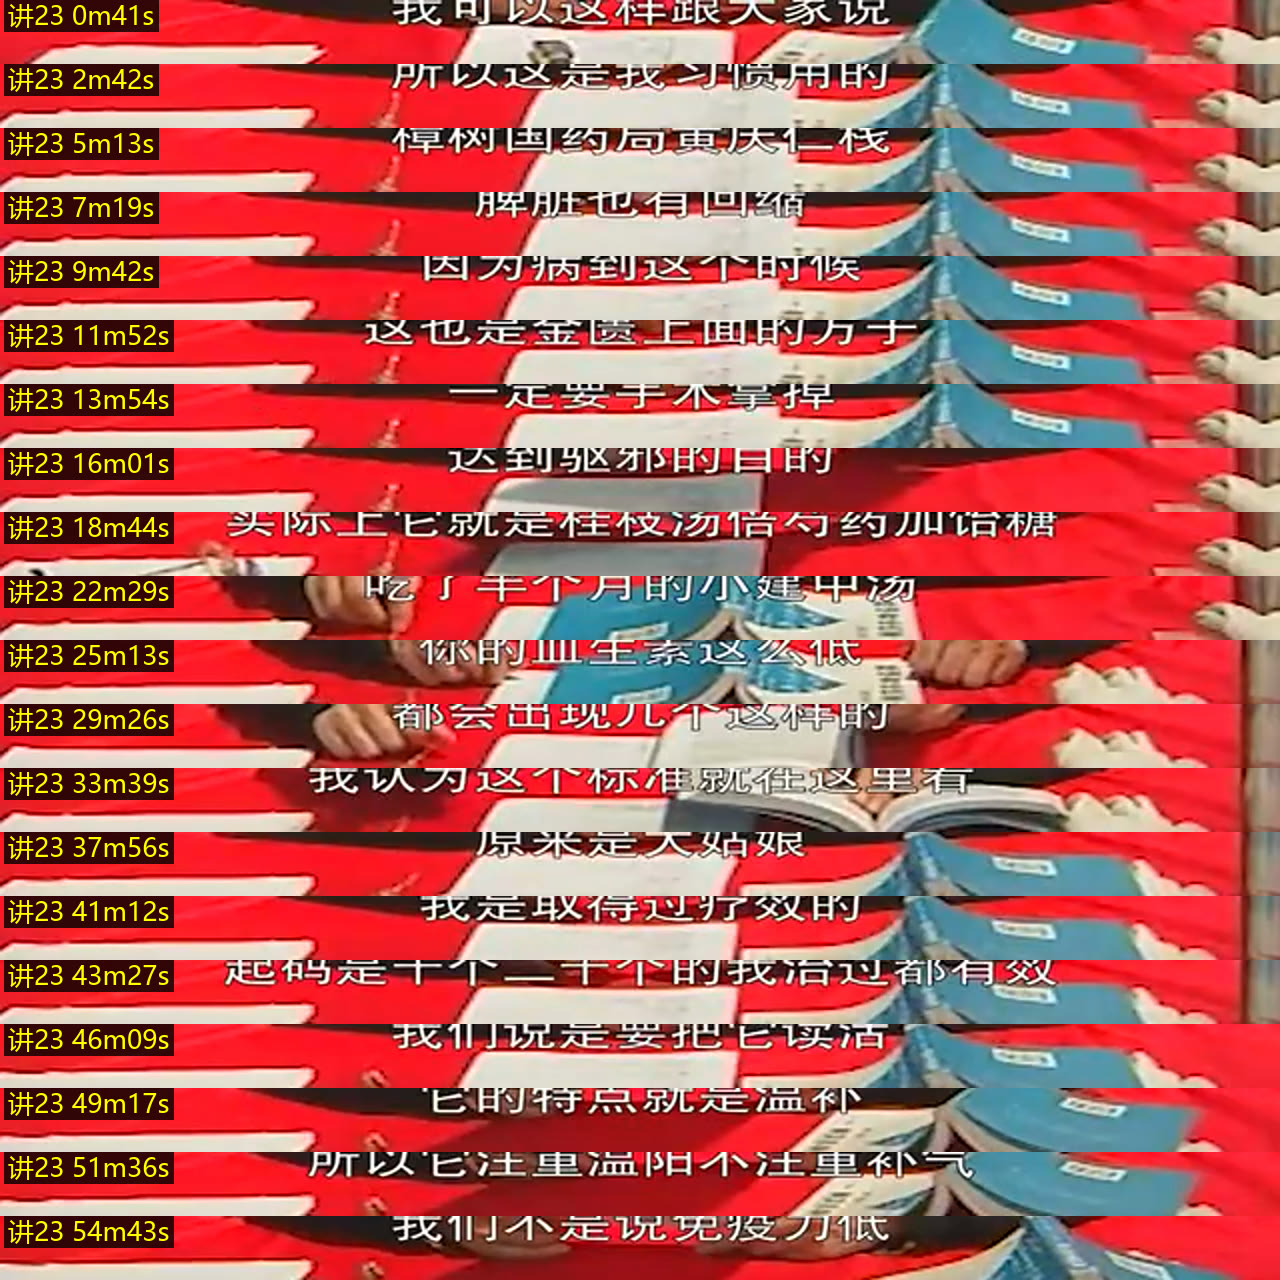 讲23 0m41s
我可以这样跟大家说
讲23 2m42s
所以这是我习惯用的
讲23 5m13s
樟树国药局黄庆仁栈
讲23 7m19s
脾脏也有回缩
讲23 9m42s
因为病到这个时候
讲23 11m52s
这也是金匮上面的方子
讲23 13m54s
一定要手术拿掉
讲23 16m01s
达到驱邪的目的
讲23 18m44s
实际上它就是桂枝汤倍芍药加饴糖
讲23 22m29s
吃了半个月的小建中汤
讲23 25m13s
你的血色素这么低
讲23 29m26s
都会出现几个这样的
讲23 33m39s
我认为这个标准就在这里看
讲23 37m56s
原来是大姑娘
讲23 41m12s
我是取得过疗效的
讲23 43m27s
起码是十个二十个的我治过都有效
讲23 46m09s
我们说是要把它读活
讲23 49m17s
它的特点就是温补
讲23 51m36s
所以它注重温阳不注重补气
讲23 54m43s
我们不是说免疫力低